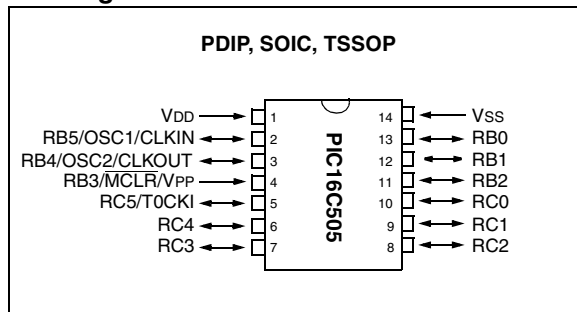 PDIP, SOIC, TSSOP
VDD 1 14 VSS
RB5/OSC1/CLKIN 2 13 RB0
RB4/OSC2/CLKOUT 3 12 RB1
RB3/MCLR/VPP 4 11 RB2
RC5/T0CKI 5 10 RC0
RC4 6 9 RC1
RC3 7 8 RC2
PIC16C505